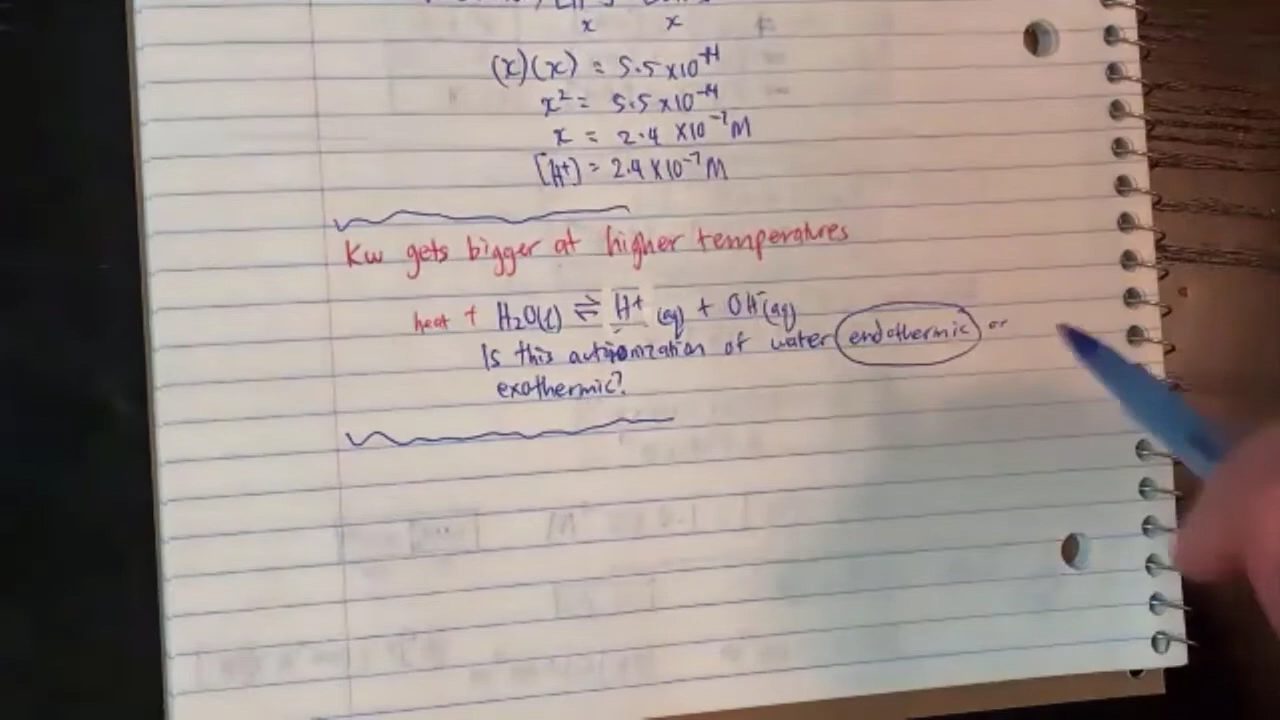 x x
(x)(x) = 5.5 x10⁻¹⁴
x² = 5.5 x10⁻¹⁴
x = 2.4 x10⁻⁷ M
[H+] = 2.4 x10⁻⁷ M
Kw gets bigger at higher temperatures
heat + H₂O(l) ⇌ H+ (aq) + OH⁻(aq)
Is this autoionization of water endothermic or
exothermic?